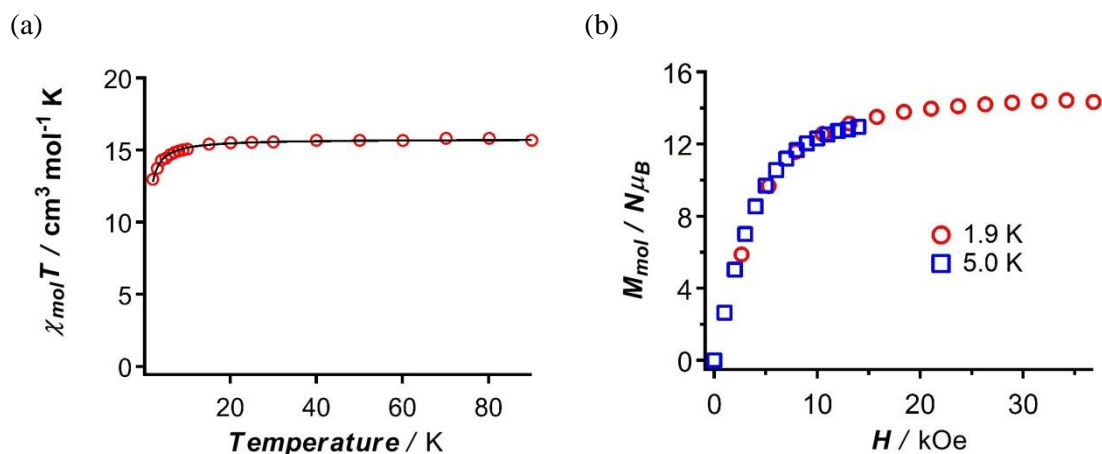 (a)
(b)
20
15
10
5
0
χmolT / cm³ mol⁻¹ K
20
40
60
80
Temperature / K
16
12
8
4
0
Mmol / NμB
1.9 K
5.0 K
0
10
20
30
H / kOe